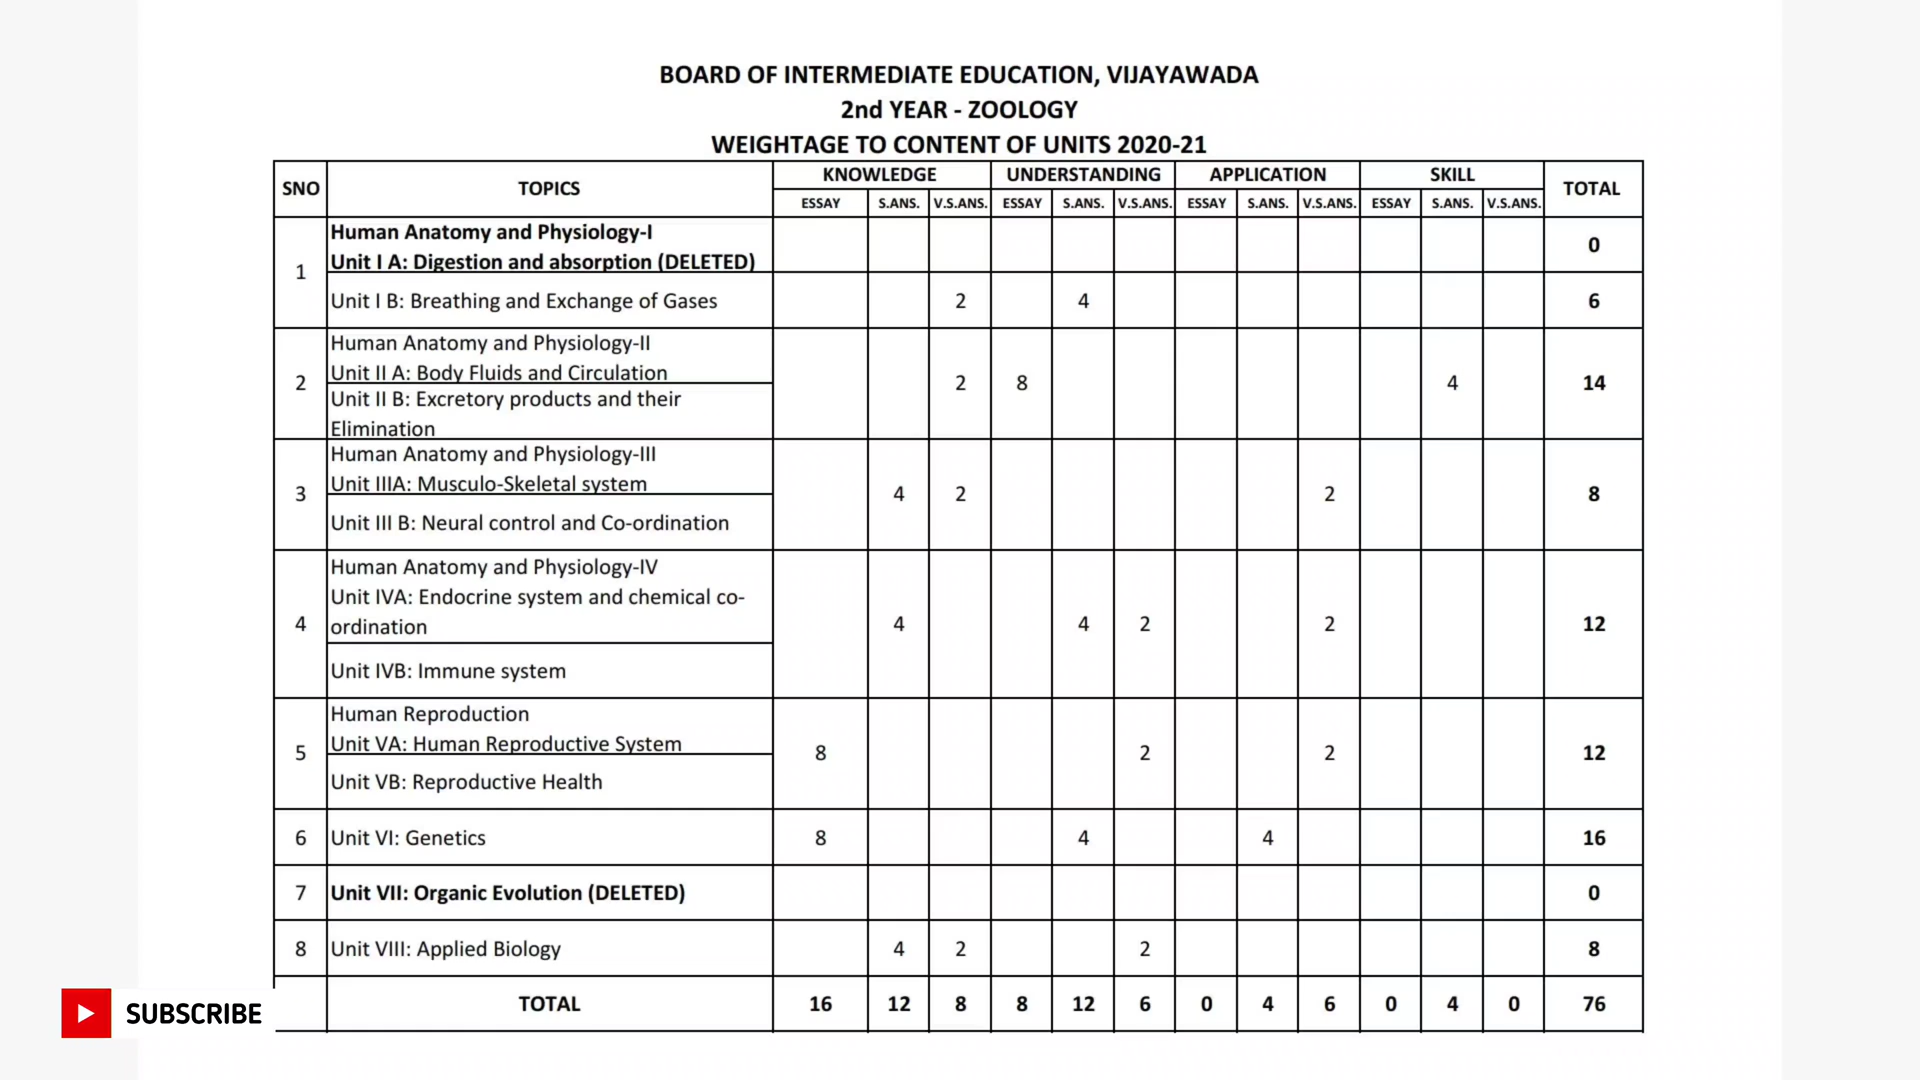 BOARD OF INTERMEDIATE EDUCATION, VIJAYAWADA
2nd YEAR - ZOOLOGY
WEIGHTAGE TO CONTENT OF UNITS 2020-21
SNO TOPICS KNOWLEDGE UNDERSTANDING APPLICATION SKILL TOTAL
ESSAY S.ANS. V.S.ANS. ESSAY S.ANS. V.S.ANS. ESSAY S.ANS. V.S.ANS. ESSAY S.ANS. V.S.ANS.
1 Human Anatomy and Physiology-I
Unit I A: Digestion and absorption (DELETED) 0
Unit I B: Breathing and Exchange of Gases 2 4 6
2 Human Anatomy and Physiology-II
Unit II A: Body Fluids and Circulation 2 8 4 14
Unit II B: Excretory products and their
Elimination
3 Human Anatomy and Physiology-III
Unit IIIA: Musculo-Skeletal system 4 2 2 8
Unit III B: Neural control and Co-ordination
4 Human Anatomy and Physiology-IV
Unit IVA: Endocrine system and chemical co-
ordination 4 4 2 2 12
Unit IVB: Immune system
5 Human Reproduction
Unit VA: Human Reproductive System 8 2 2 12
Unit VB: Reproductive Health
6 Unit VI: Genetics 8 4 4 16
7 Unit VII: Organic Evolution (DELETED) 0
8 Unit VIII: Applied Biology 4 2 2 8
TOTAL 16 12 8 8 12 6 0 4 6 0 4 0 76
SUBSCRIBE